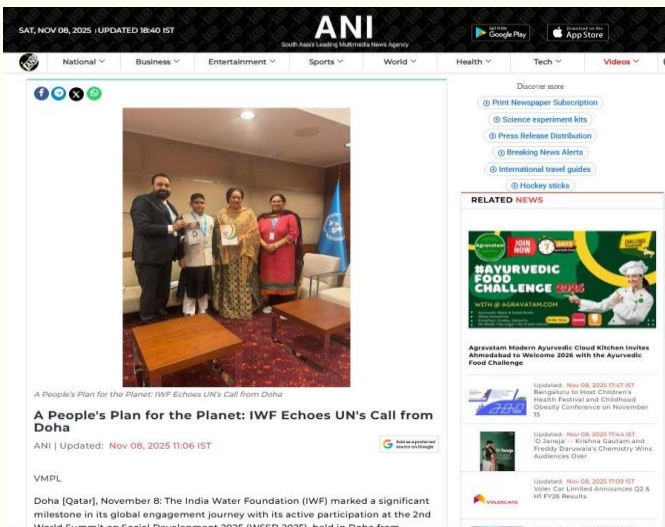 SAT, NOV 08, 2025 | UPDATED 18:40 IST
ANI
South Asia's Leading Multimedia News Agency
GET IT ON
Google Play
Download on the
App Store
National
Business
Entertainment
Sports
World
Health
Tech
Videos
Discover more
Print Newspaper Subscription
Science experiment kits
Press Release Distribution
Breaking News Alerts
International travel guides
Hockey sticks
RELATED NEWS
Agravatam
JOIN
NOW
7 DAYS
#AYURVEDIC
FOOD
CHALLENGE 2026
WITH @ AGRAVATAM.COM
Agravatam Modern Ayurvedic Cloud Kitchen Invites
Ahmedabad to Welcome 2026 with the Ayurvedic
Food Challenge
Updated: Nov 08, 2025 17:47 IST
Bengaluru to Host Children's
Health Festival and Childhood
Obesity Conference on November
15
Updated: Nov 08, 2025 17:44 IST
'O Janeja' -- Krishna Gautam and
Freddy Daruwala's Chemistry Wins
Audiences Over
Updated: Nov 08, 2025 17:09 IST
Voler Car Limited Announces Q2 &
H1 FY26 Results
VOLERCARS
A People's Plan for the Planet: IWF Echoes UN's Call from Doha
A People's Plan for the Planet: IWF Echoes UN's Call from
Doha
ANI | Updated: Nov 08, 2025 11:06 IST
Add as a preferred
source on Google
VMPL
Doha [Qatar], November 8: The India Water Foundation (IWF) marked a significant
milestone in its global engagement journey with its active participation at the 2nd
World Summit on Social Development 2025 (WSSD 2025), held in Doha from